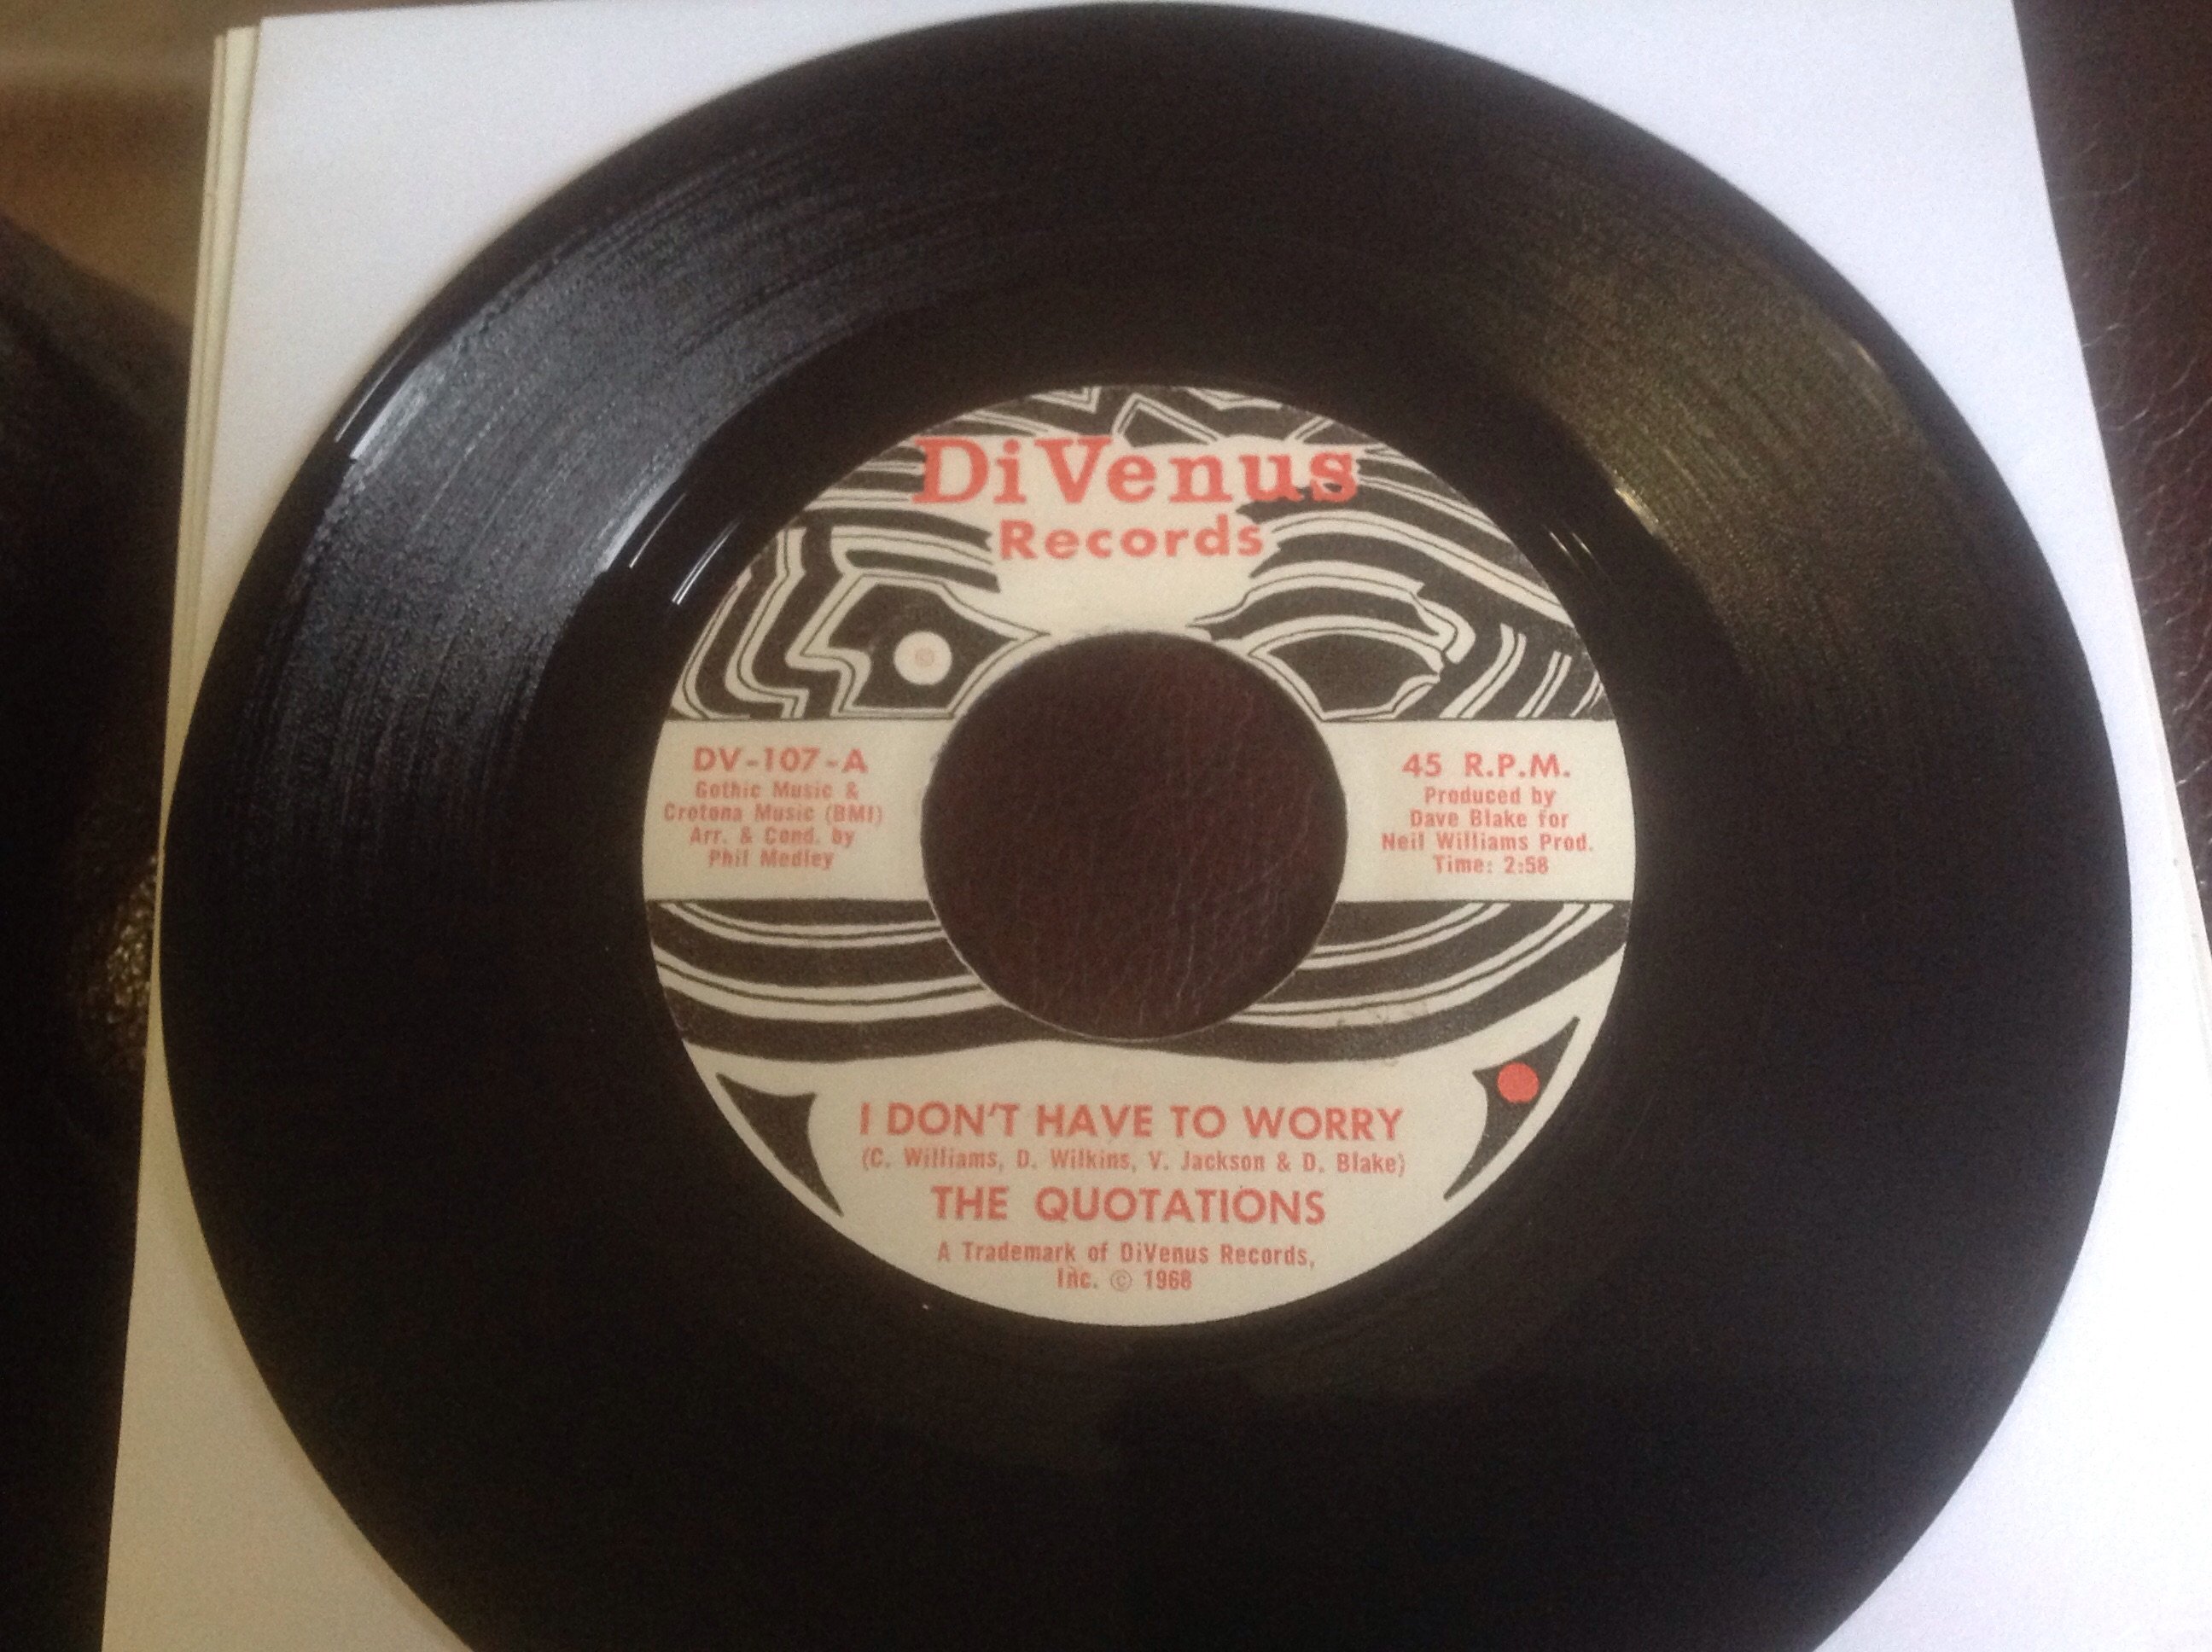 DiVenus
Records
DV-107-A
Gothic Music &
Crotona Music (BMI)
Arr. & Cond. by
Phil Medley
45 R.P.M.
Produced by
Dave Blake for
Neil Williams Prod.
Time: 2:58
I DON'T HAVE TO WORRY
(C. Williams, D. Wilkins, V. Jackson & D. Blake)
THE QUOTATIONS
A Trademark of DiVenus Records,
Inc. © 1968